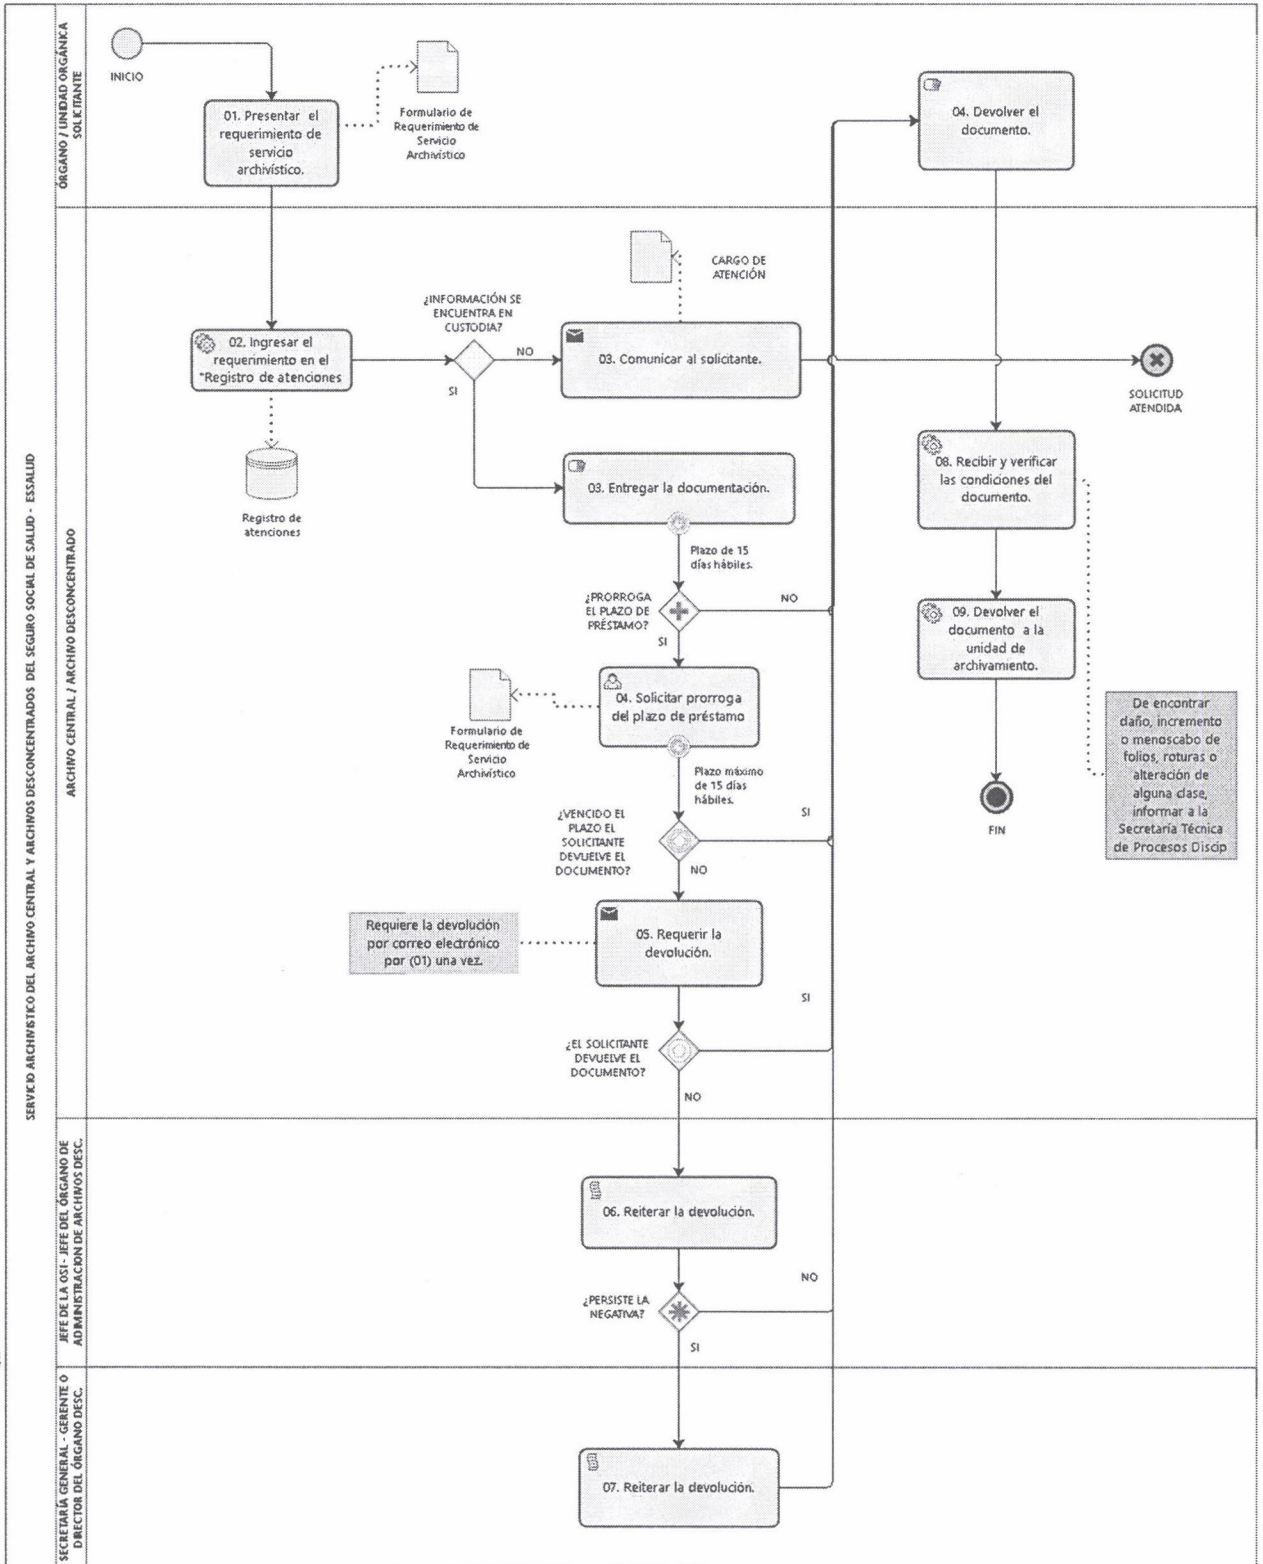 SERVICIO ARCHIVISTICO DEL ARCHIVO CENTRAL Y ARCHIVOS DESCONCENTRADOS DEL SEGURO SOCIAL DE SALUD - ESSALUD
ÓRGANO / UNIDAD ORGÁNICA
SOLICITANTE
INICIO
01. Presentar el
requerimiento de
servicio
archivístico.
Formulario de
Requerimiento de
Servicio
Archivístico
04. Devolver el
documento.
ARCHIVO CENTRAL / ARCHIVO DESCONCENTRADO
02. Ingresar el
requerimiento en el
"Registro de atenciones
Registro de
atenciones
¿INFORMACIÓN SE
ENCUENTRA EN
CUSTODIA?
NO
SI
CARGO DE
ATENCIÓN
03. Comunicar al solicitante.
SOLICITUD
ATENDIDA
03. Entregar la documentación.
Plazo de 15
días hábiles.
¿PRORROGA
EL PLAZO DE
PRÉSTAMO?
NO
SI
04. Solicitar prorroga
del plazo de préstamo
Formulario de
Requerimiento de
Servicio
Archivístico
Plazo máximo
de 15 días
hábiles.
¿VENCIDO EL
PLAZO EL
SOLICITANTE
DEVUELVE EL
DOCUMENTO?
SI
NO
05. Requerir la
devolución.
Requiere la devolución
por correo electrónico
por (01) una vez.
¿EL SOLICITANTE
DEVUELVE EL
DOCUMENTO?
SI
NO
08. Recibir y verificar
las condiciones del
documento.
09. Devolver el
documento a la
unidad de
archivamiento.
FIN
De encontrar
daño, incremento
o menoscabo de
folios, roturas o
alteración de
alguna clase,
informar a la
Secretaría Técnica
de Procesos Discip
JEFE DE LA OSI - JEFE DEL ÓRGANO DE
ADMINISTRACION DE ARCHIVOS DESC.
06. Reiterar la devolución.
¿PERSISTE LA
NEGATIVA?
NO
SI
SECRETARÍA GENERAL - GERENTE O
DIRECTOR DEL ÓRGANO DESC.
07. Reiterar la devolución.